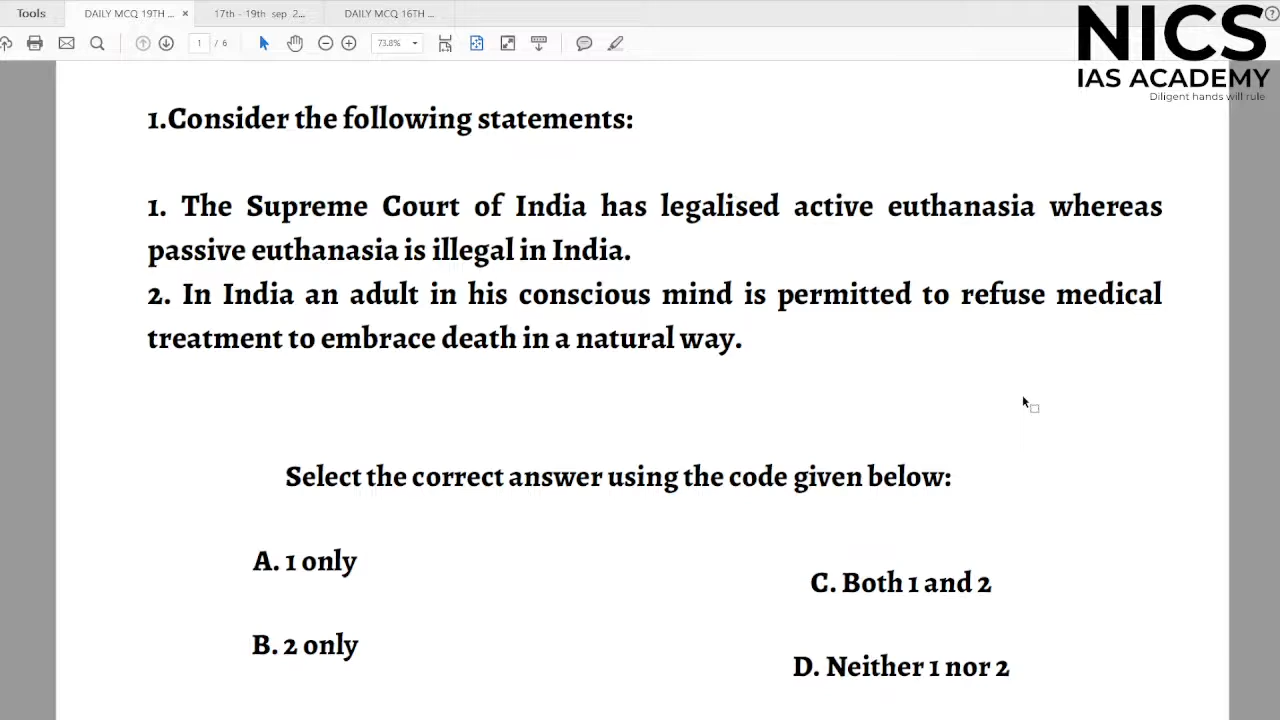 Tools
DAILY MCQ 19TH ... ×
17th - 19th sep 2...
DAILY MCQ 16TH ...
1 / 6
73.8%
NICS
IAS ACADEMY
Diligent hands will rule
1.Consider the following statements:
1. The Supreme Court of India has legalised active euthanasia whereas
passive euthanasia is illegal in India.
2. In India an adult in his conscious mind is permitted to refuse medical
treatment to embrace death in a natural way.
Select the correct answer using the code given below:
A. 1 only
C. Both 1 and 2
B. 2 only
D. Neither 1 nor 2